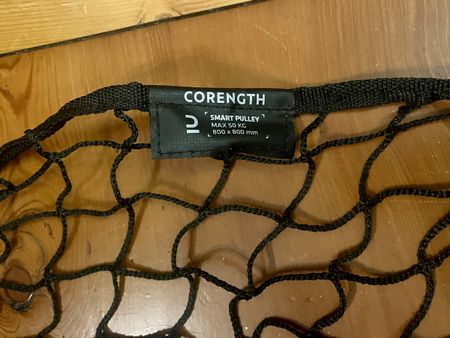 CORENGTH
SMART PULLEY
MAX 50 KG
800 x 800 mm